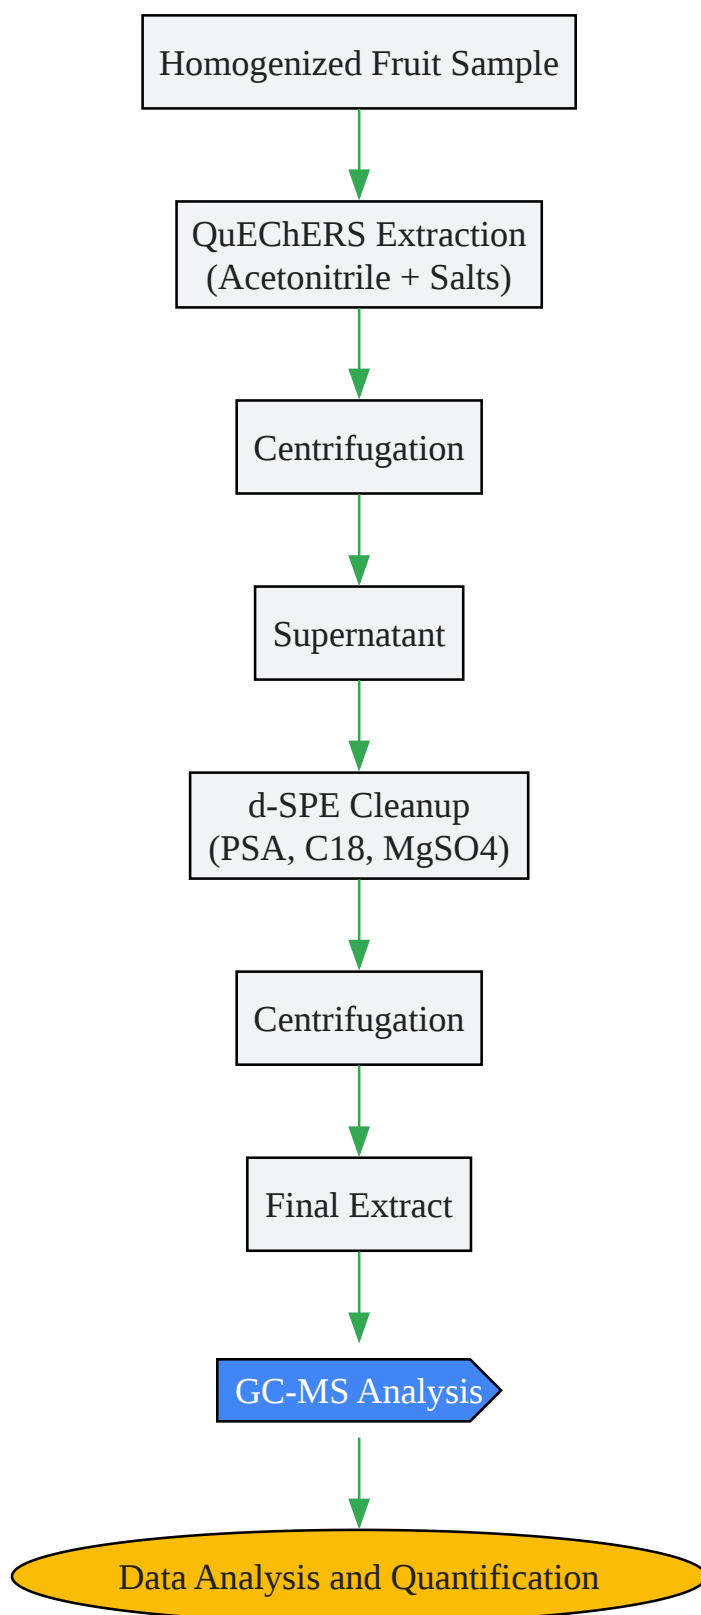 Homogenized Fruit Sample
QuEChERS Extraction
(Acetonitrile + Salts)
Centrifugation
Supernatant
d-SPE Cleanup
(PSA, C18, MgSO4)
Centrifugation
Final Extract
GC-MS Analysis
Data Analysis and Quantification